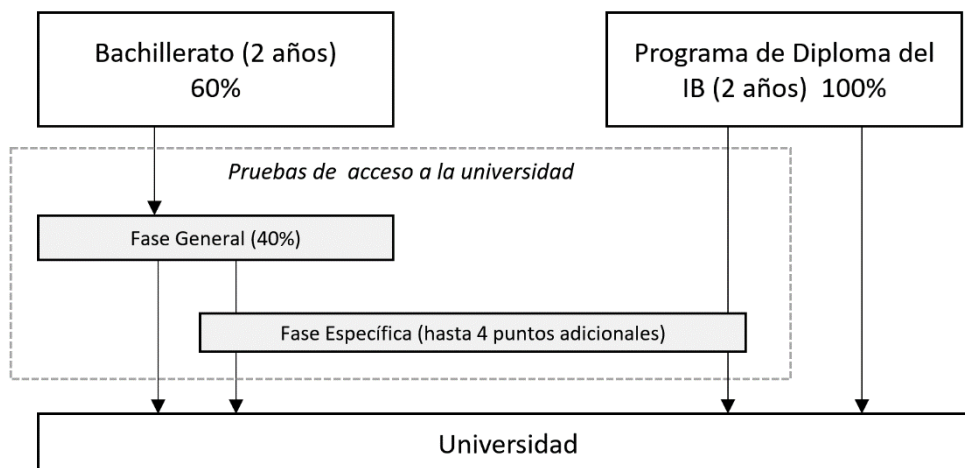 Bachillerato (2 años)
60%
Programa de Diploma del
IB (2 años) 100%
Pruebas de acceso a la universidad
Fase General (40%)
Fase Específica (hasta 4 puntos adicionales)
Universidad